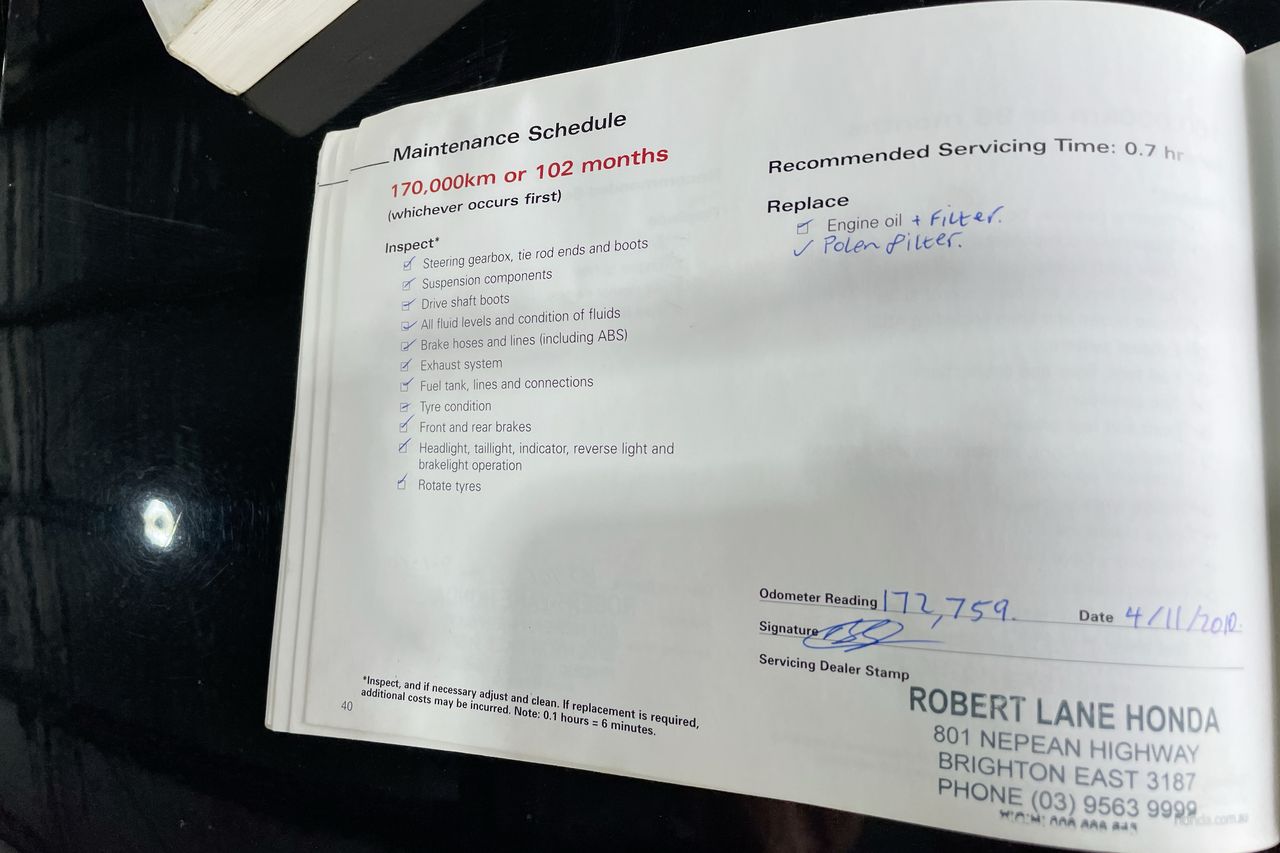 Maintenance Schedule
170,000km or 102 months
(whichever occurs first)
Inspect*
Steering gearbox, tie rod ends and boots
Suspension components
Drive shaft boots
All fluid levels and condition of fluids
Brake hoses and lines (including ABS)
Exhaust system
Fuel tank, lines and connections
Tyre condition
Front and rear brakes
Headlight, taillight, indicator, reverse light and
brakelight operation
Rotate tyres
*Inspect, and if necessary adjust and clean. If replacement is required,
additional costs may be incurred. Note: 0.1 hours = 6 minutes.
40
Recommended Servicing Time: 0.7 hr
Replace
Engine oil + Filter.
Polen filter.
Odometer Reading 172,759. Date 4/11/2010.
Signature
Servicing Dealer Stamp
ROBERT LANE HONDA
801 NEPEAN HIGHWAY
BRIGHTON EAST 3187
PHONE (03) 9563 9999
honda.com.au